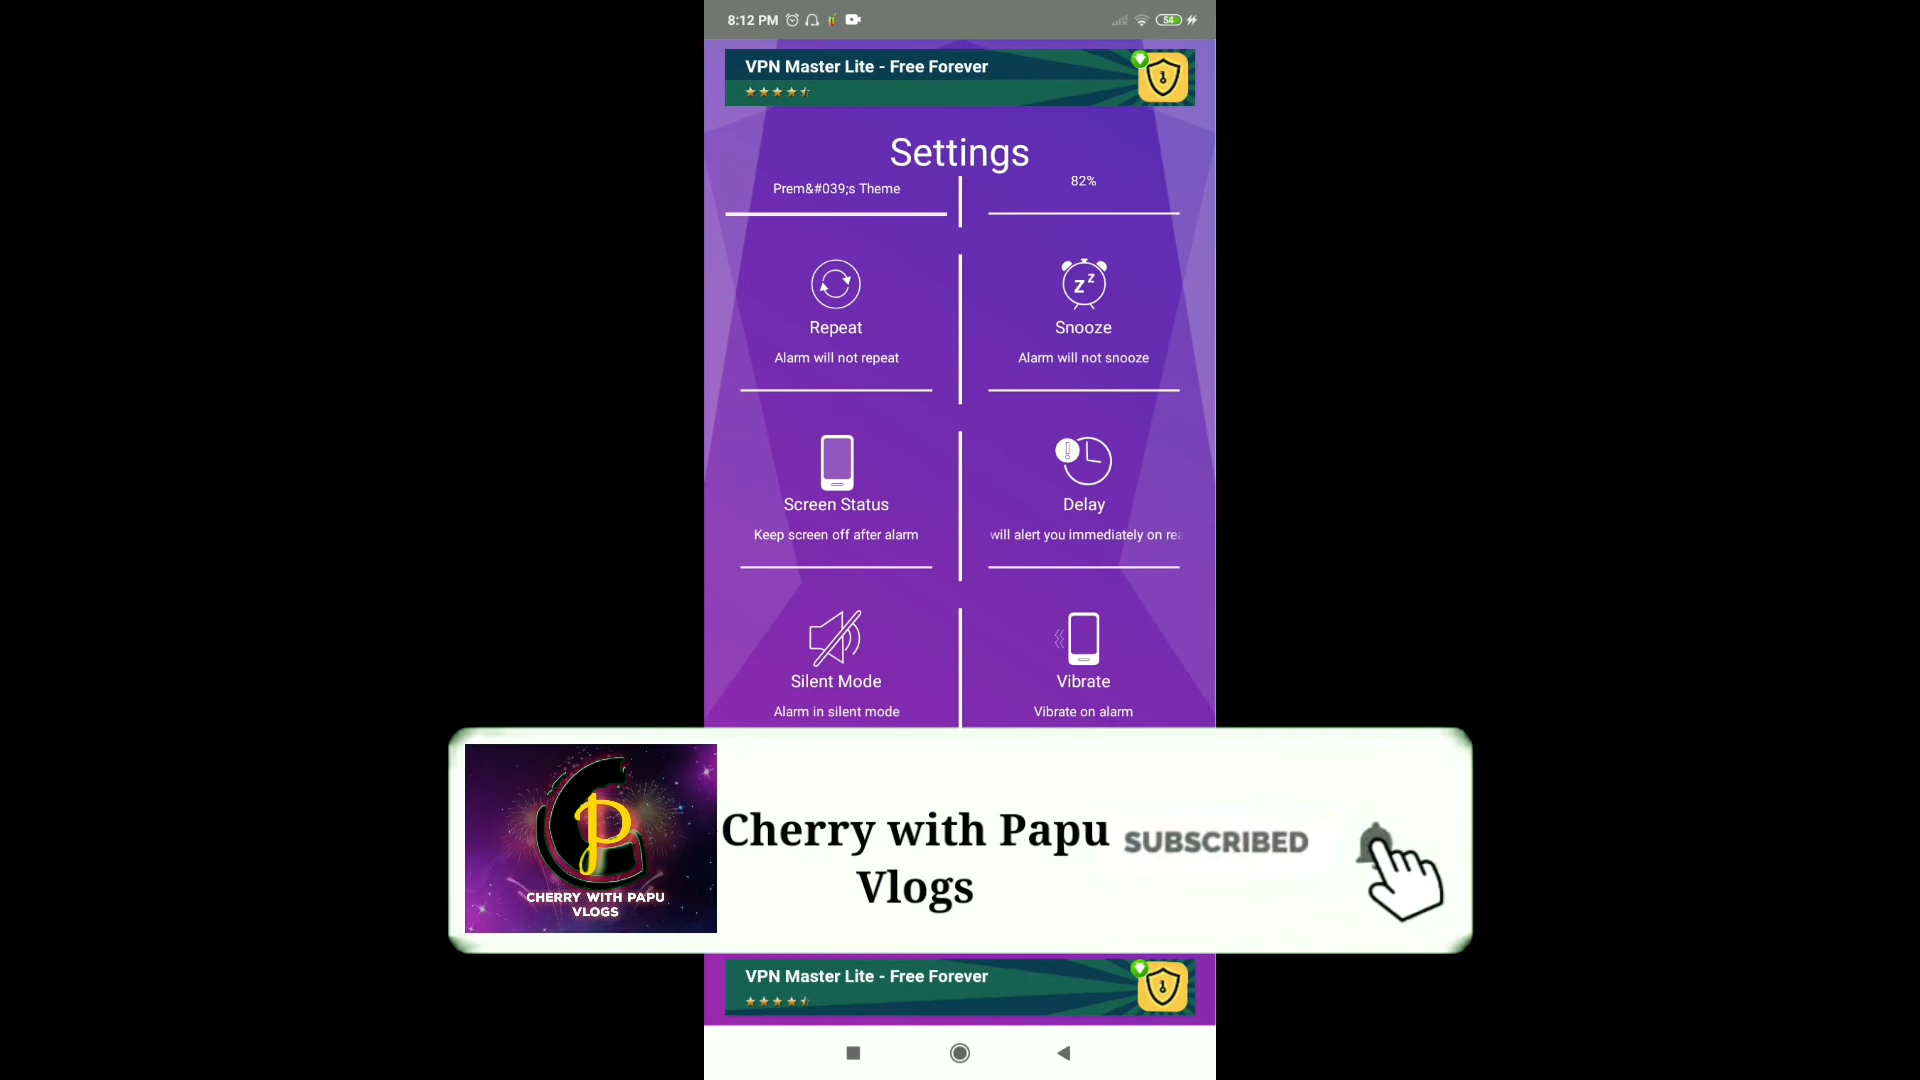 8:12 PM
54
VPN Master Lite - Free Forever
Settings
Prem&#039;s Theme
82%
Repeat
Snooze
Alarm will not repeat
Alarm will not snooze
Screen Status
Delay
Keep screen off after alarm
will alert you immediately on rea
Silent Mode
Vibrate
Alarm in silent mode
Vibrate on alarm
CHERRY WITH PAPU
VLOGS
Cherry with Papu
Vlogs
SUBSCRIBED
VPN Master Lite - Free Forever